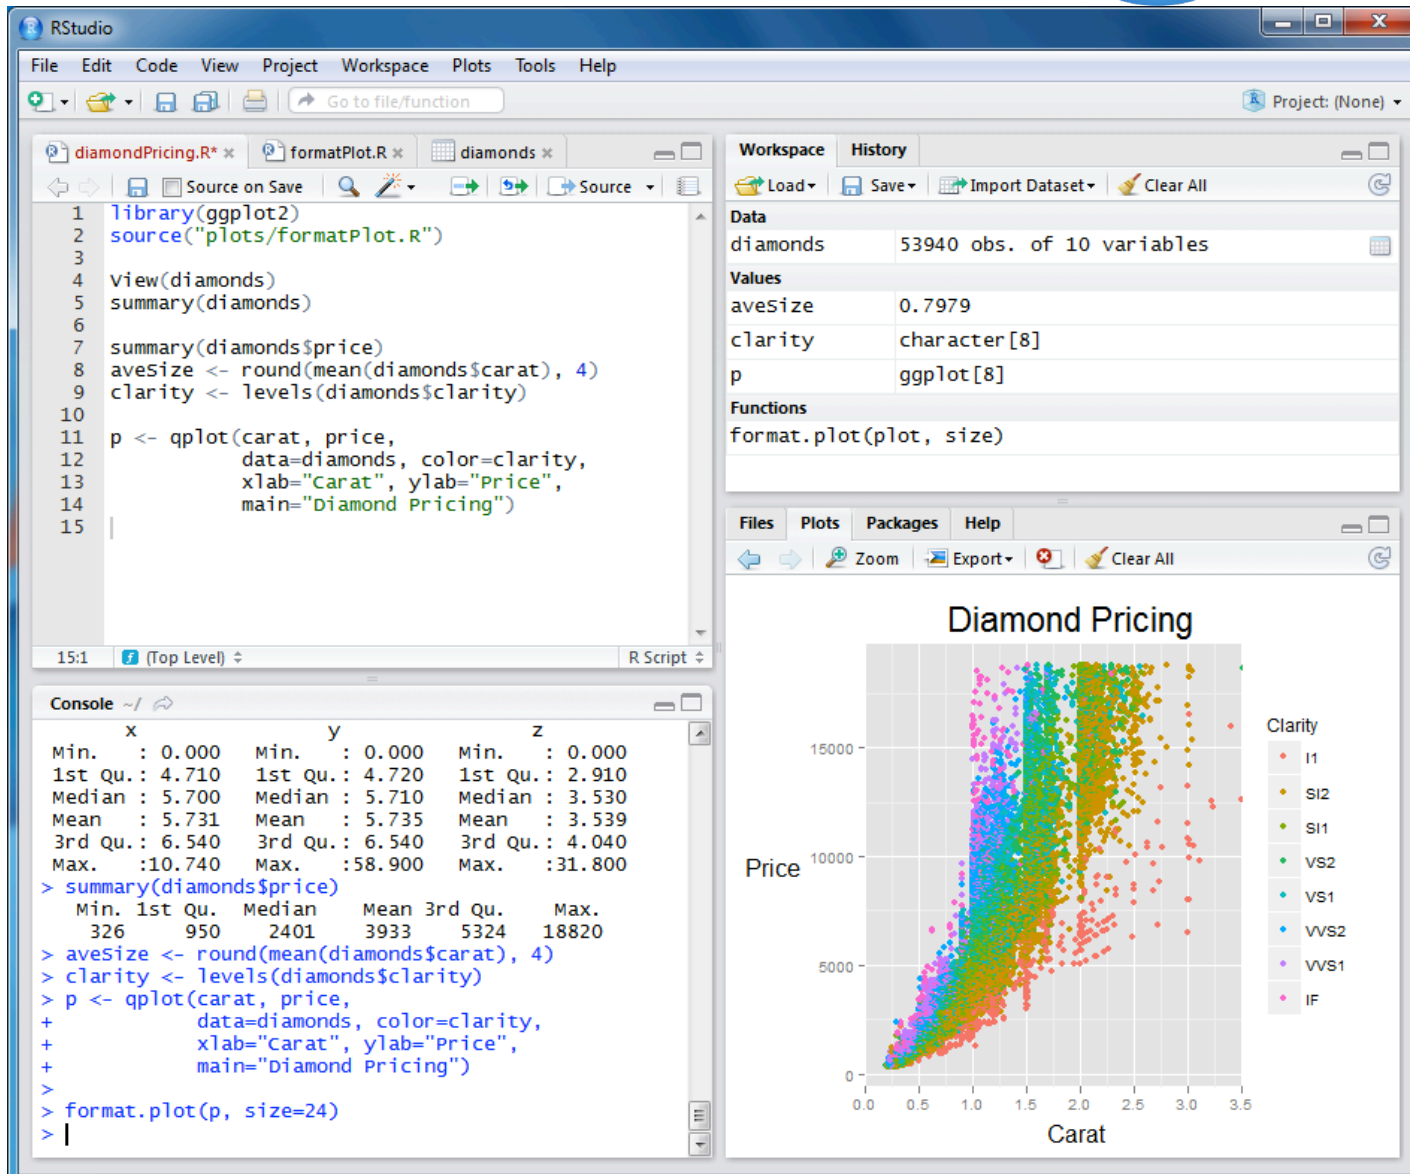 RStudio
File Edit Code View Project Workspace Plots Tools Help
Go to file/function
Project: (None)
diamondPricing.R* formatPlot.R diamonds
Source on Save Source
1 library(ggplot2)
2 source("plots/formatPlot.R")
3
4 View(diamonds)
5 summary(diamonds)
6
7 summary(diamonds$price)
8 aveSize <- round(mean(diamonds$carat), 4)
9 clarity <- levels(diamonds$clarity)
10
11 p <- qplot(carat, price,
12 data=diamonds, color=clarity,
13 xlab="Carat", ylab="Price",
14 main="Diamond Pricing")
15
15:1 (Top Level) R Script
Console ~/
x y z
Min. : 0.000 Min. : 0.000 Min. : 0.000
1st Qu.: 4.710 1st Qu.: 4.720 1st Qu.: 2.910
Median : 5.700 Median : 5.710 Median : 3.530
Mean : 5.731 Mean : 5.735 Mean : 3.539
3rd Qu.: 6.540 3rd Qu.: 6.540 3rd Qu.: 4.040
Max. :10.740 Max. :58.900 Max. :31.800
> summary(diamonds$price)
Min. 1st Qu. Median Mean 3rd Qu. Max.
326 950 2401 3933 5324 18820
> aveSize <- round(mean(diamonds$carat), 4)
> clarity <- levels(diamonds$clarity)
> p <- qplot(carat, price,
+ data=diamonds, color=clarity,
+ xlab="Carat", ylab="Price",
+ main="Diamond Pricing")
>
> format.plot(p, size=24)
>
Workspace History
Load Save Import Dataset Clear All
Data
diamonds 53940 obs. of 10 variables
Values
aveSize 0.7979
clarity character[8]
p ggplot[8]
Functions
format.plot(plot, size)
Files Plots Packages Help
Zoom Export Clear All
Diamond Pricing
Price
15000
10000
5000
0
0.0 0.5 1.0 1.5 2.0 2.5 3.0 3.5
Carat
Clarity
I1
SI2
SI1
VS2
VS1
VVS2
VVS1
IF